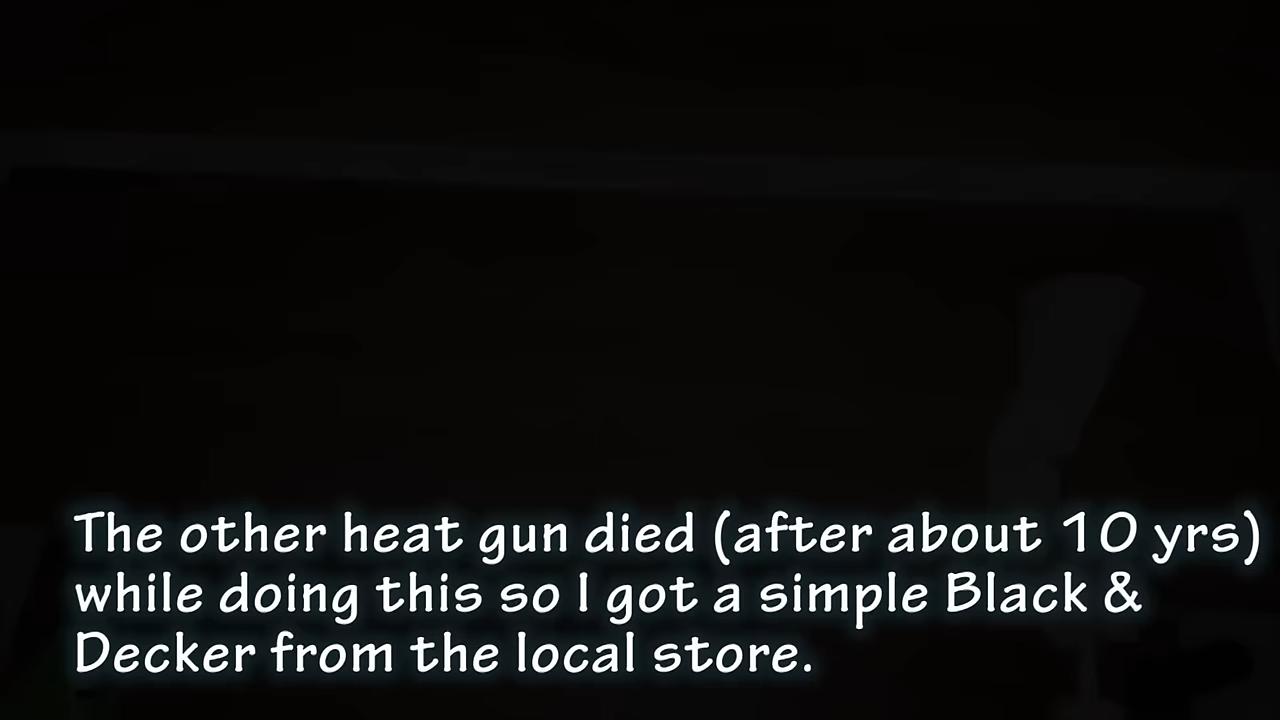 The other heat gun died (after about 10 yrs)
while doing this so I got a simple Black &
Decker from the local store.